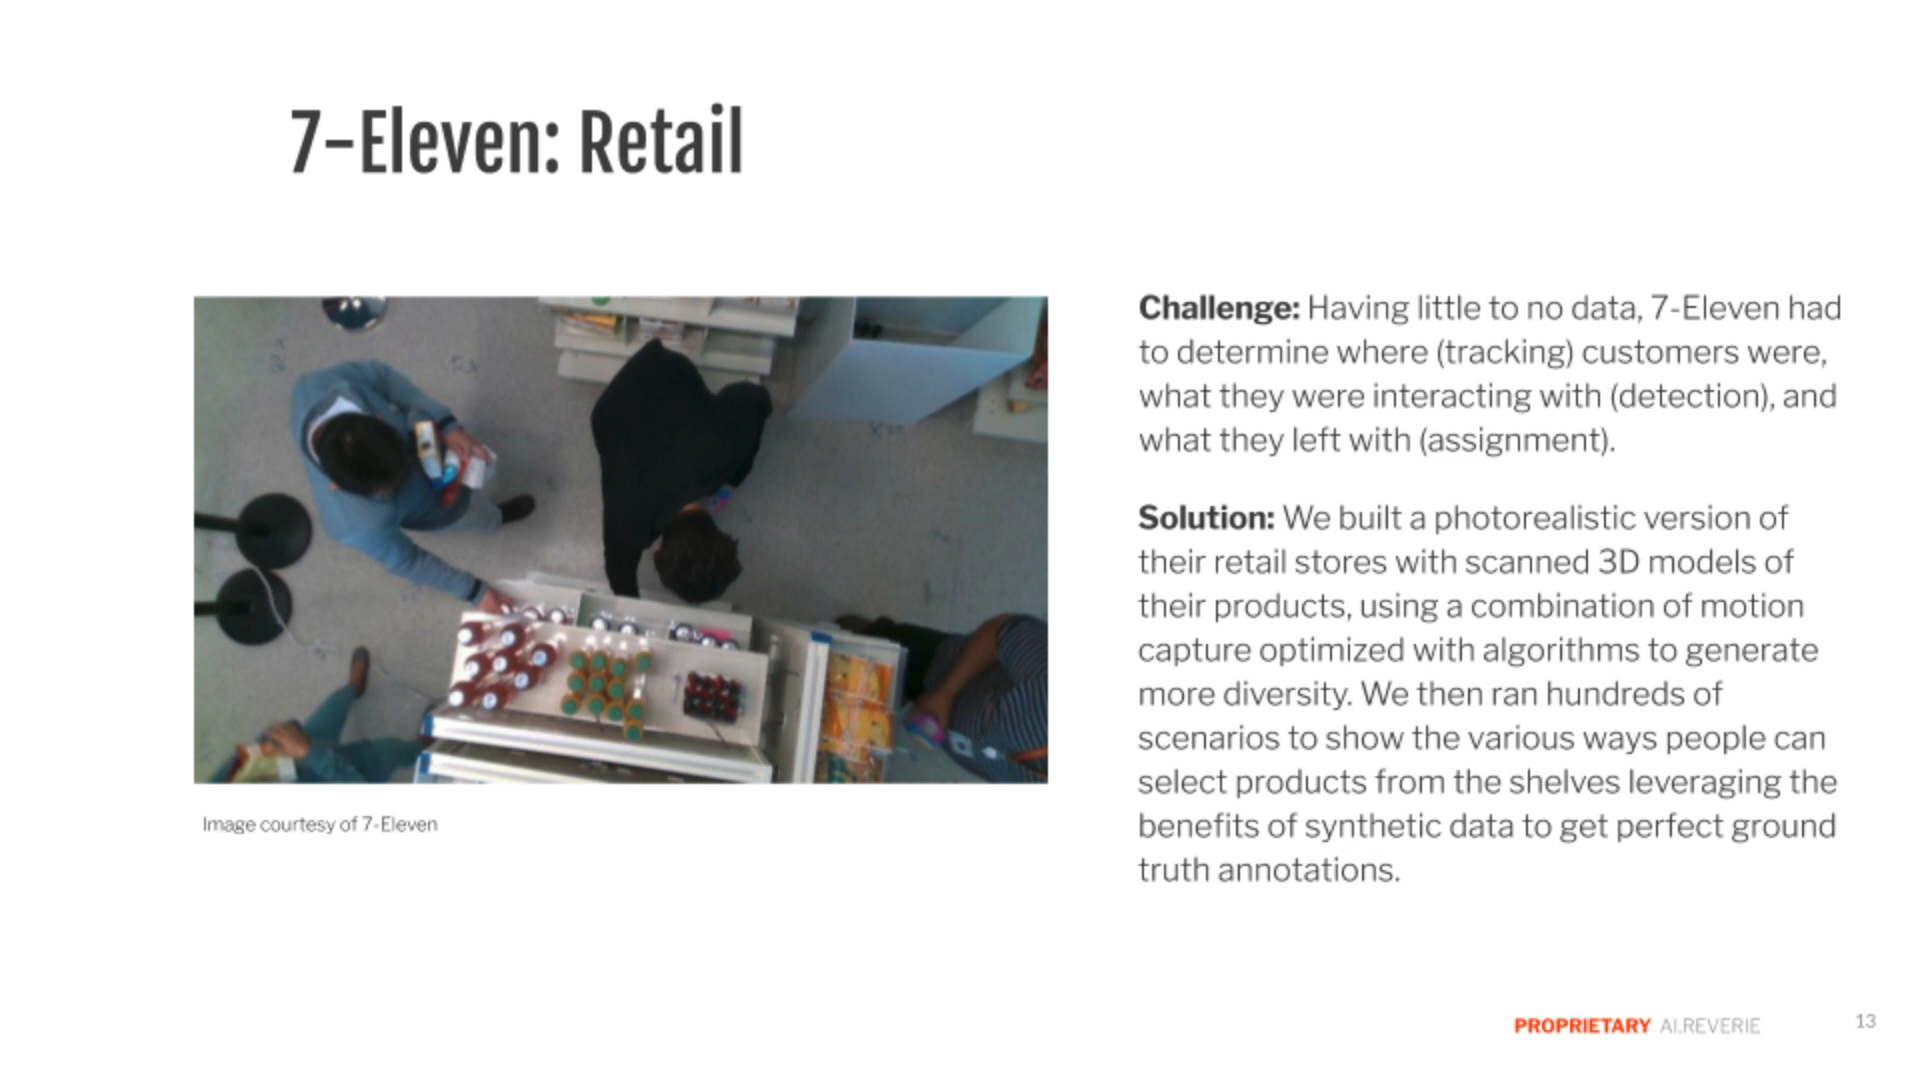 7-Eleven: Retail
Challenge: Having little to no data, 7-Eleven had
to determine where (tracking) customers were,
what they were interacting with (detection), and
what they left with (assignment).
Solution: We built a photorealistic version of
their retail stores with scanned 3D models of
their products, using a combination of motion
capture optimized with algorithms to generate
more diversity. We then ran hundreds of
scenarios to show the various ways people can
select products from the shelves leveraging the
benefits of synthetic data to get perfect ground
truth annotations.
Image courtesy of 7-Eleven
PROPRIETARY AI.REVERIE
13